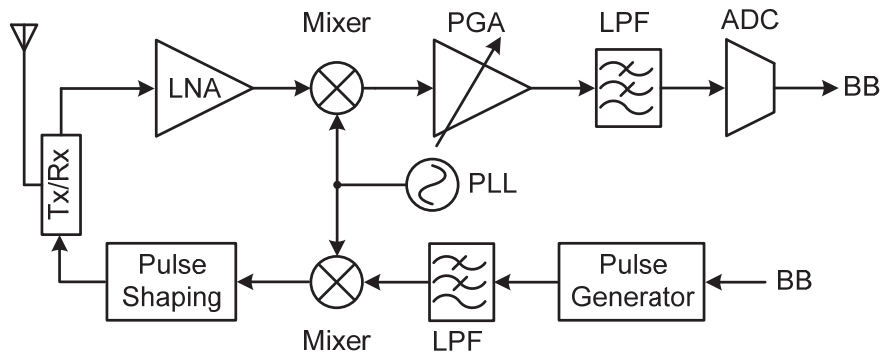 Mixer
PGA
LPF
ADC
LNA
BB
Tx/Rx
PLL
Pulse
Shaping
Mixer
LPF
Pulse
Generator
BB